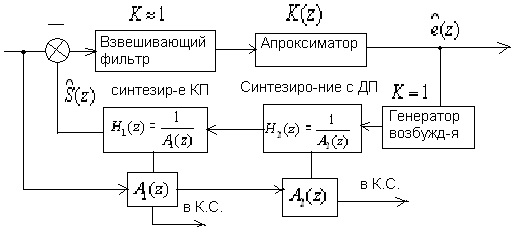 K≈1
K(z)
ê(z)
Взвешивающий
фильтр
Апроксиматор
Ŝ(z)
синтезир-е КП
Синтезиро-ние с ДП
K = 1
H₁(z) = 1/A₁(z)
H₂(z) = 1/A₂(z)
Генератор
возбужд-я
A₁(z)
A₂(z)
в К.С.
в К.С.